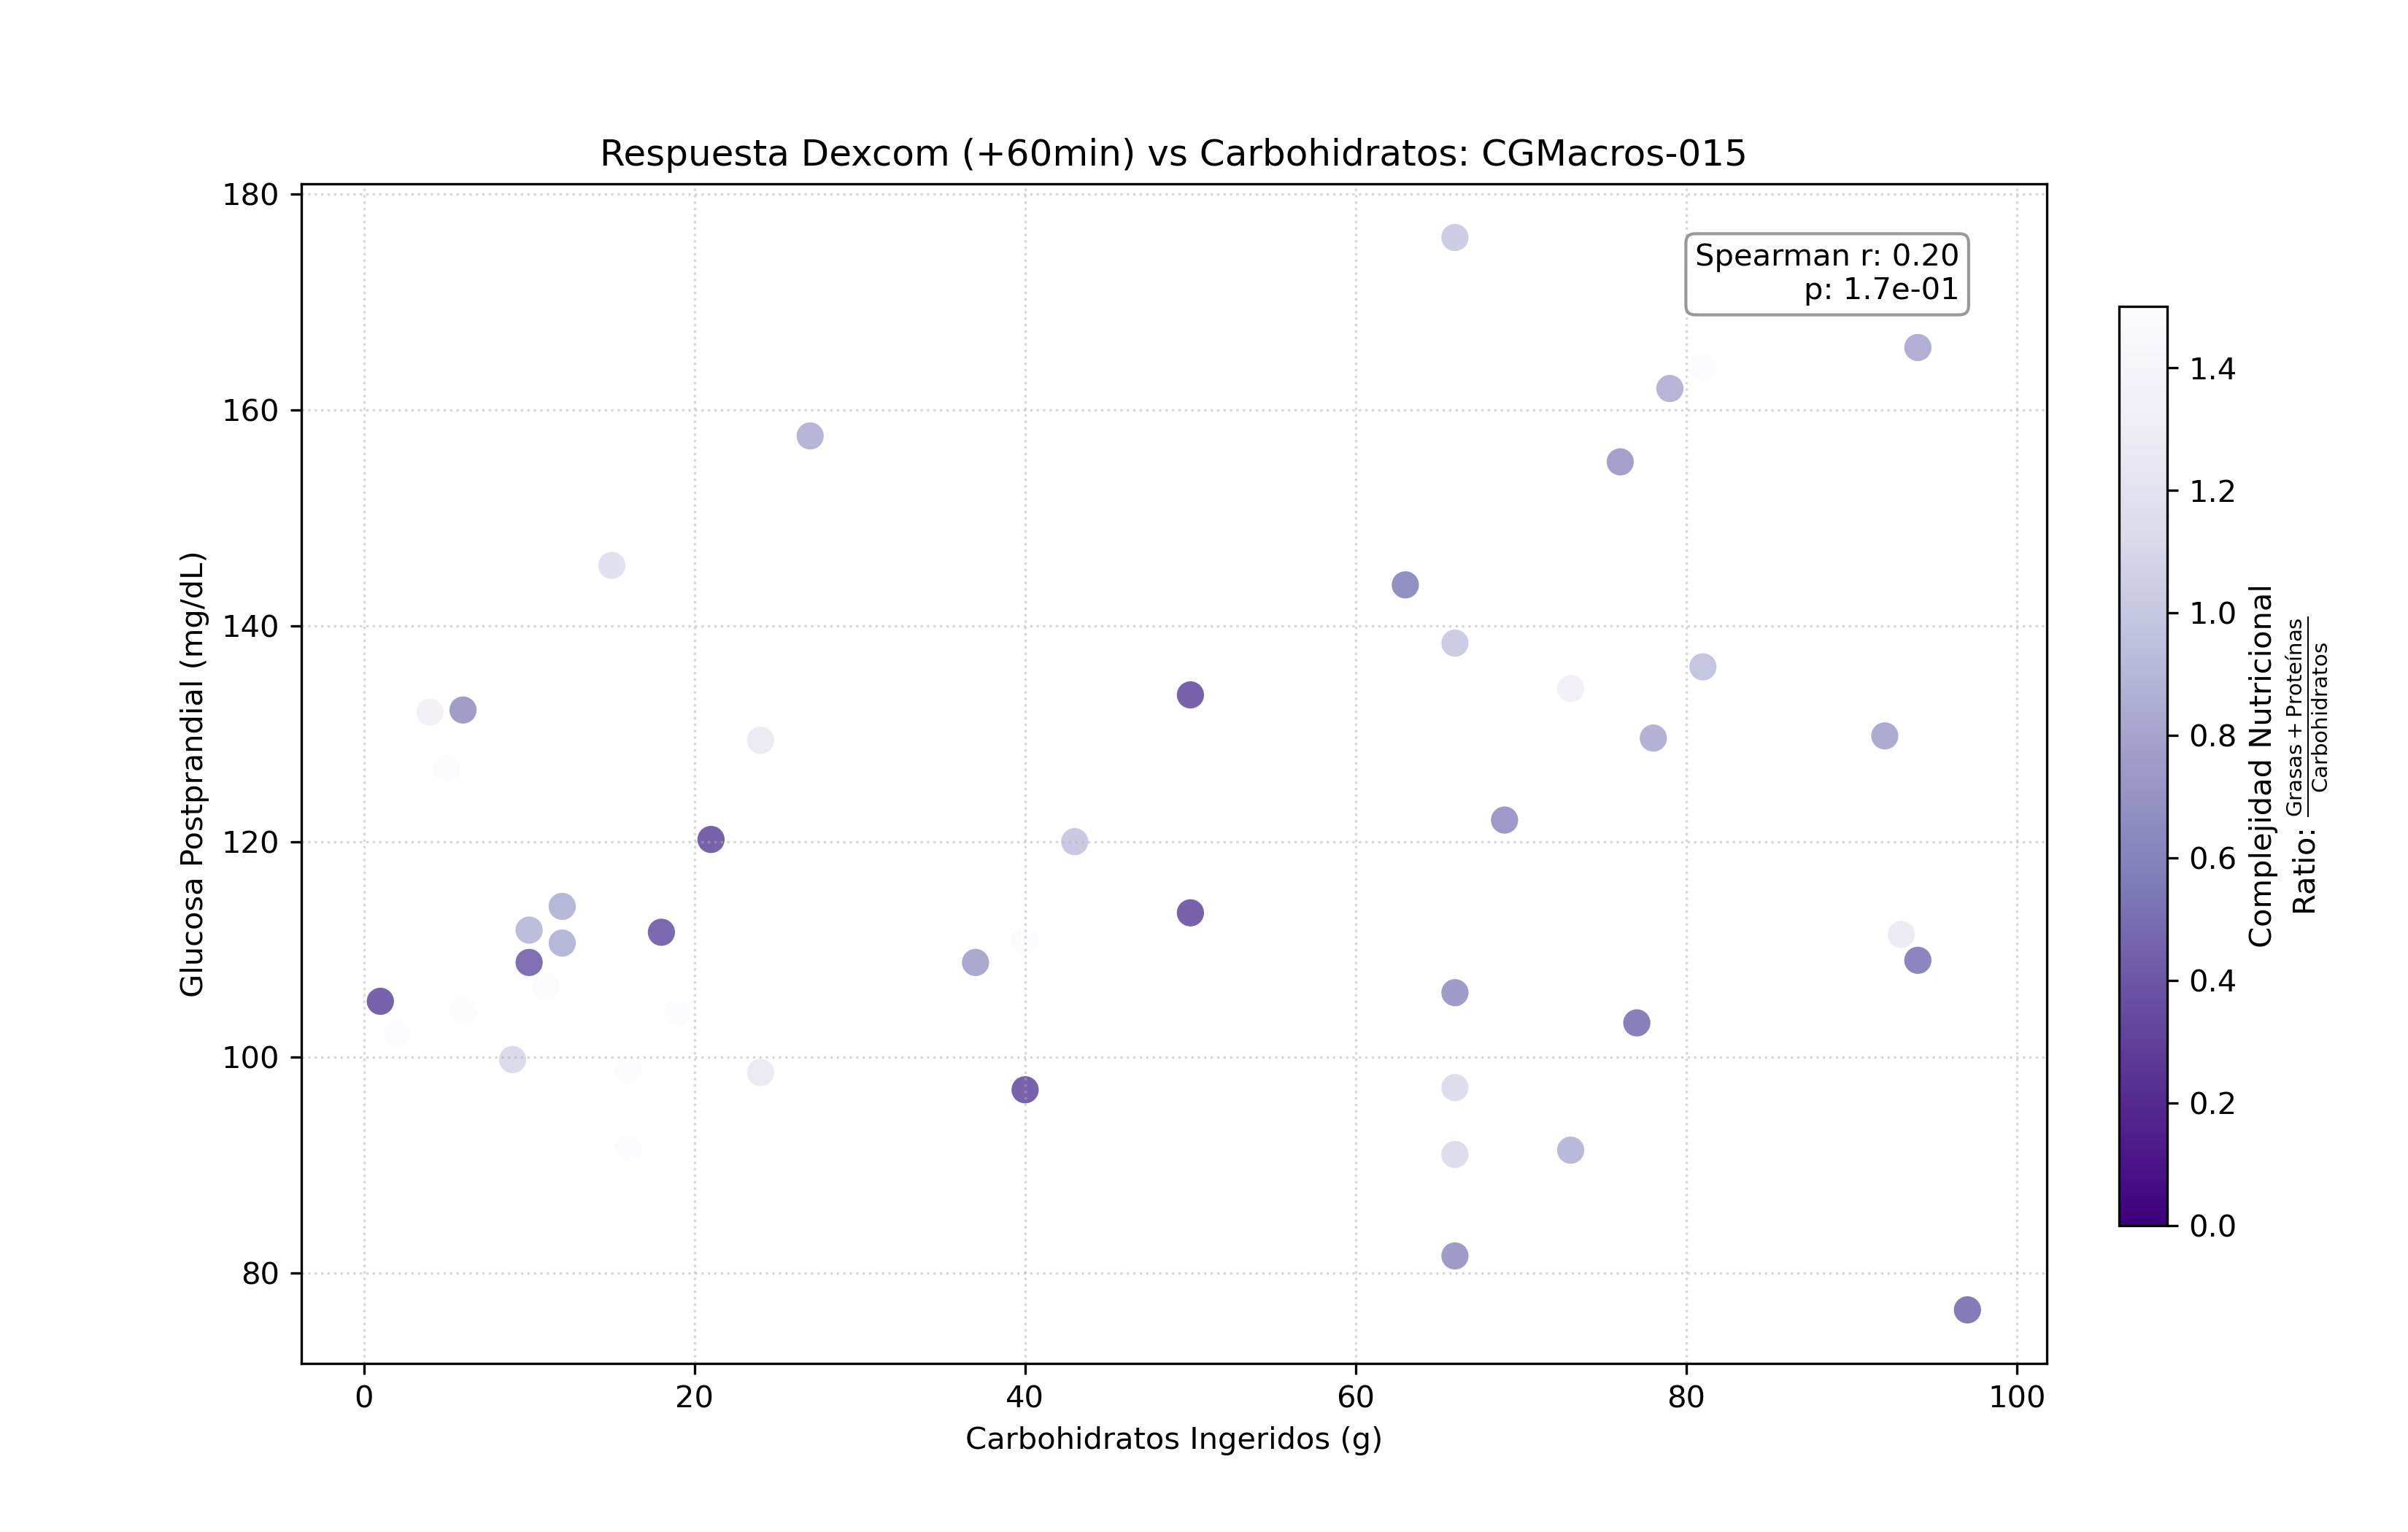 Respuesta Dexcom (+60min) vs Carbohidratos: CGMacros-015
Spearman r: 0.20
p: 1.7e-01
Glucosa Postprandial (mg/dL)
180
160
140
120
100
80
0
20
40
60
80
100
Carbohidratos Ingeridos (g)
1.4
1.2
1.0
0.8
0.6
0.4
0.2
0.0
Complejidad Nutricional
Ratio: Grasas + Proteínas
Carbohidratos